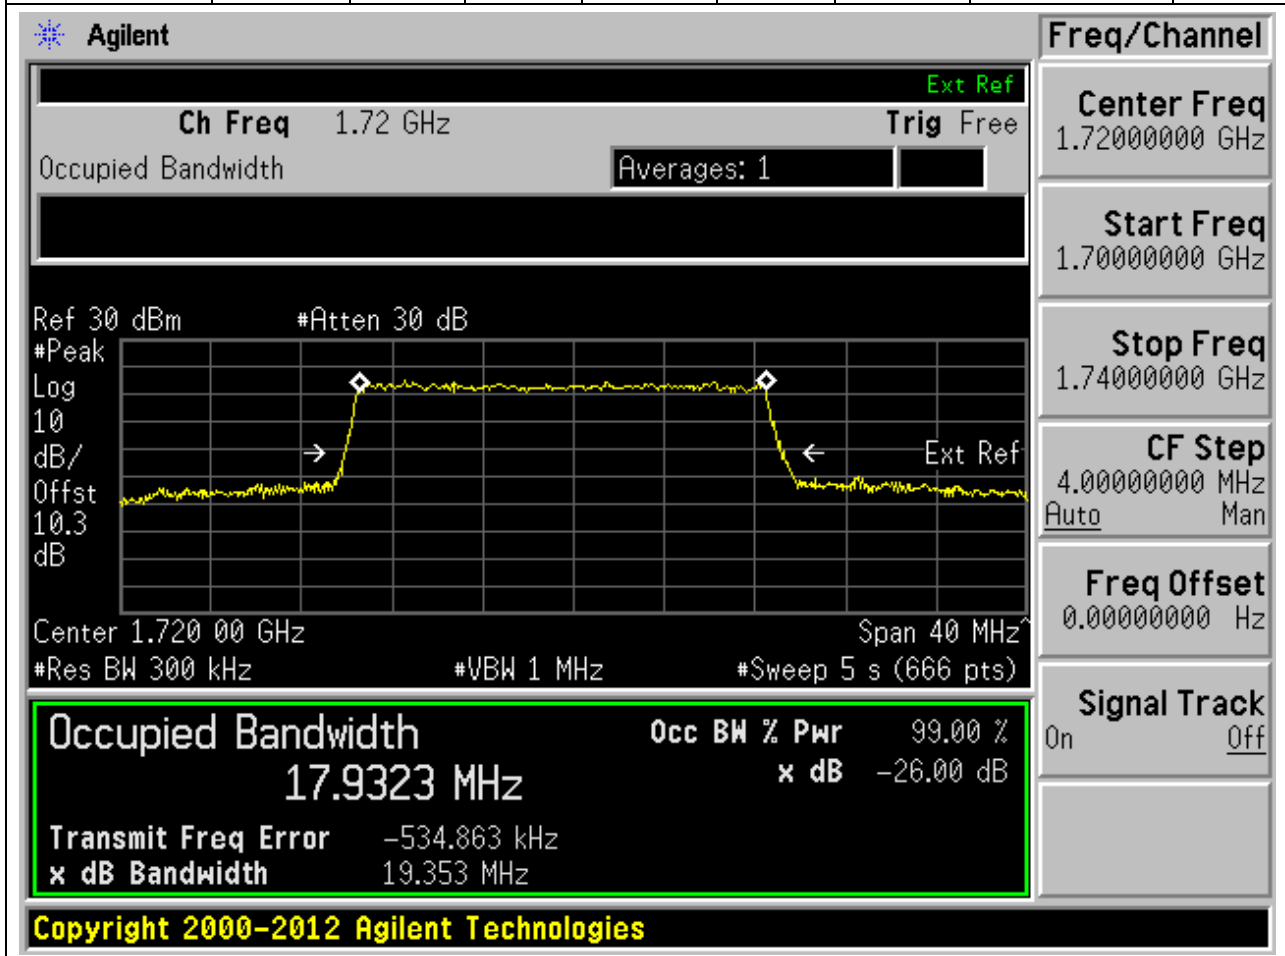 Agilent
Freq/Channel
Ext Ref
Ch Freq 1.72 GHz Trig Free
Occupied Bandwidth Averages: 1
Center Freq
1.72000000 GHz
Start Freq
1.70000000 GHz
Ref 30 dBm #Atten 30 dB
#Peak
Log
10
dB/
Offst
10.3
dB
Ext Ref
Stop Freq
1.74000000 GHz
CF Step
4.00000000 MHz
Auto Man
Freq Offset
0.00000000 Hz
Center 1.720 00 GHz Span 40 MHz^
#Res BW 300 kHz #VBW 1 MHz #Sweep 5 s (666 pts)
Signal Track
On Off
Occupied Bandwidth Occ BW % Pwr 99.00 %
17.9323 MHz x dB -26.00 dB
Transmit Freq Error -534.863 kHz
x dB Bandwidth 19.353 MHz
Copyright 2000-2012 Agilent Technologies